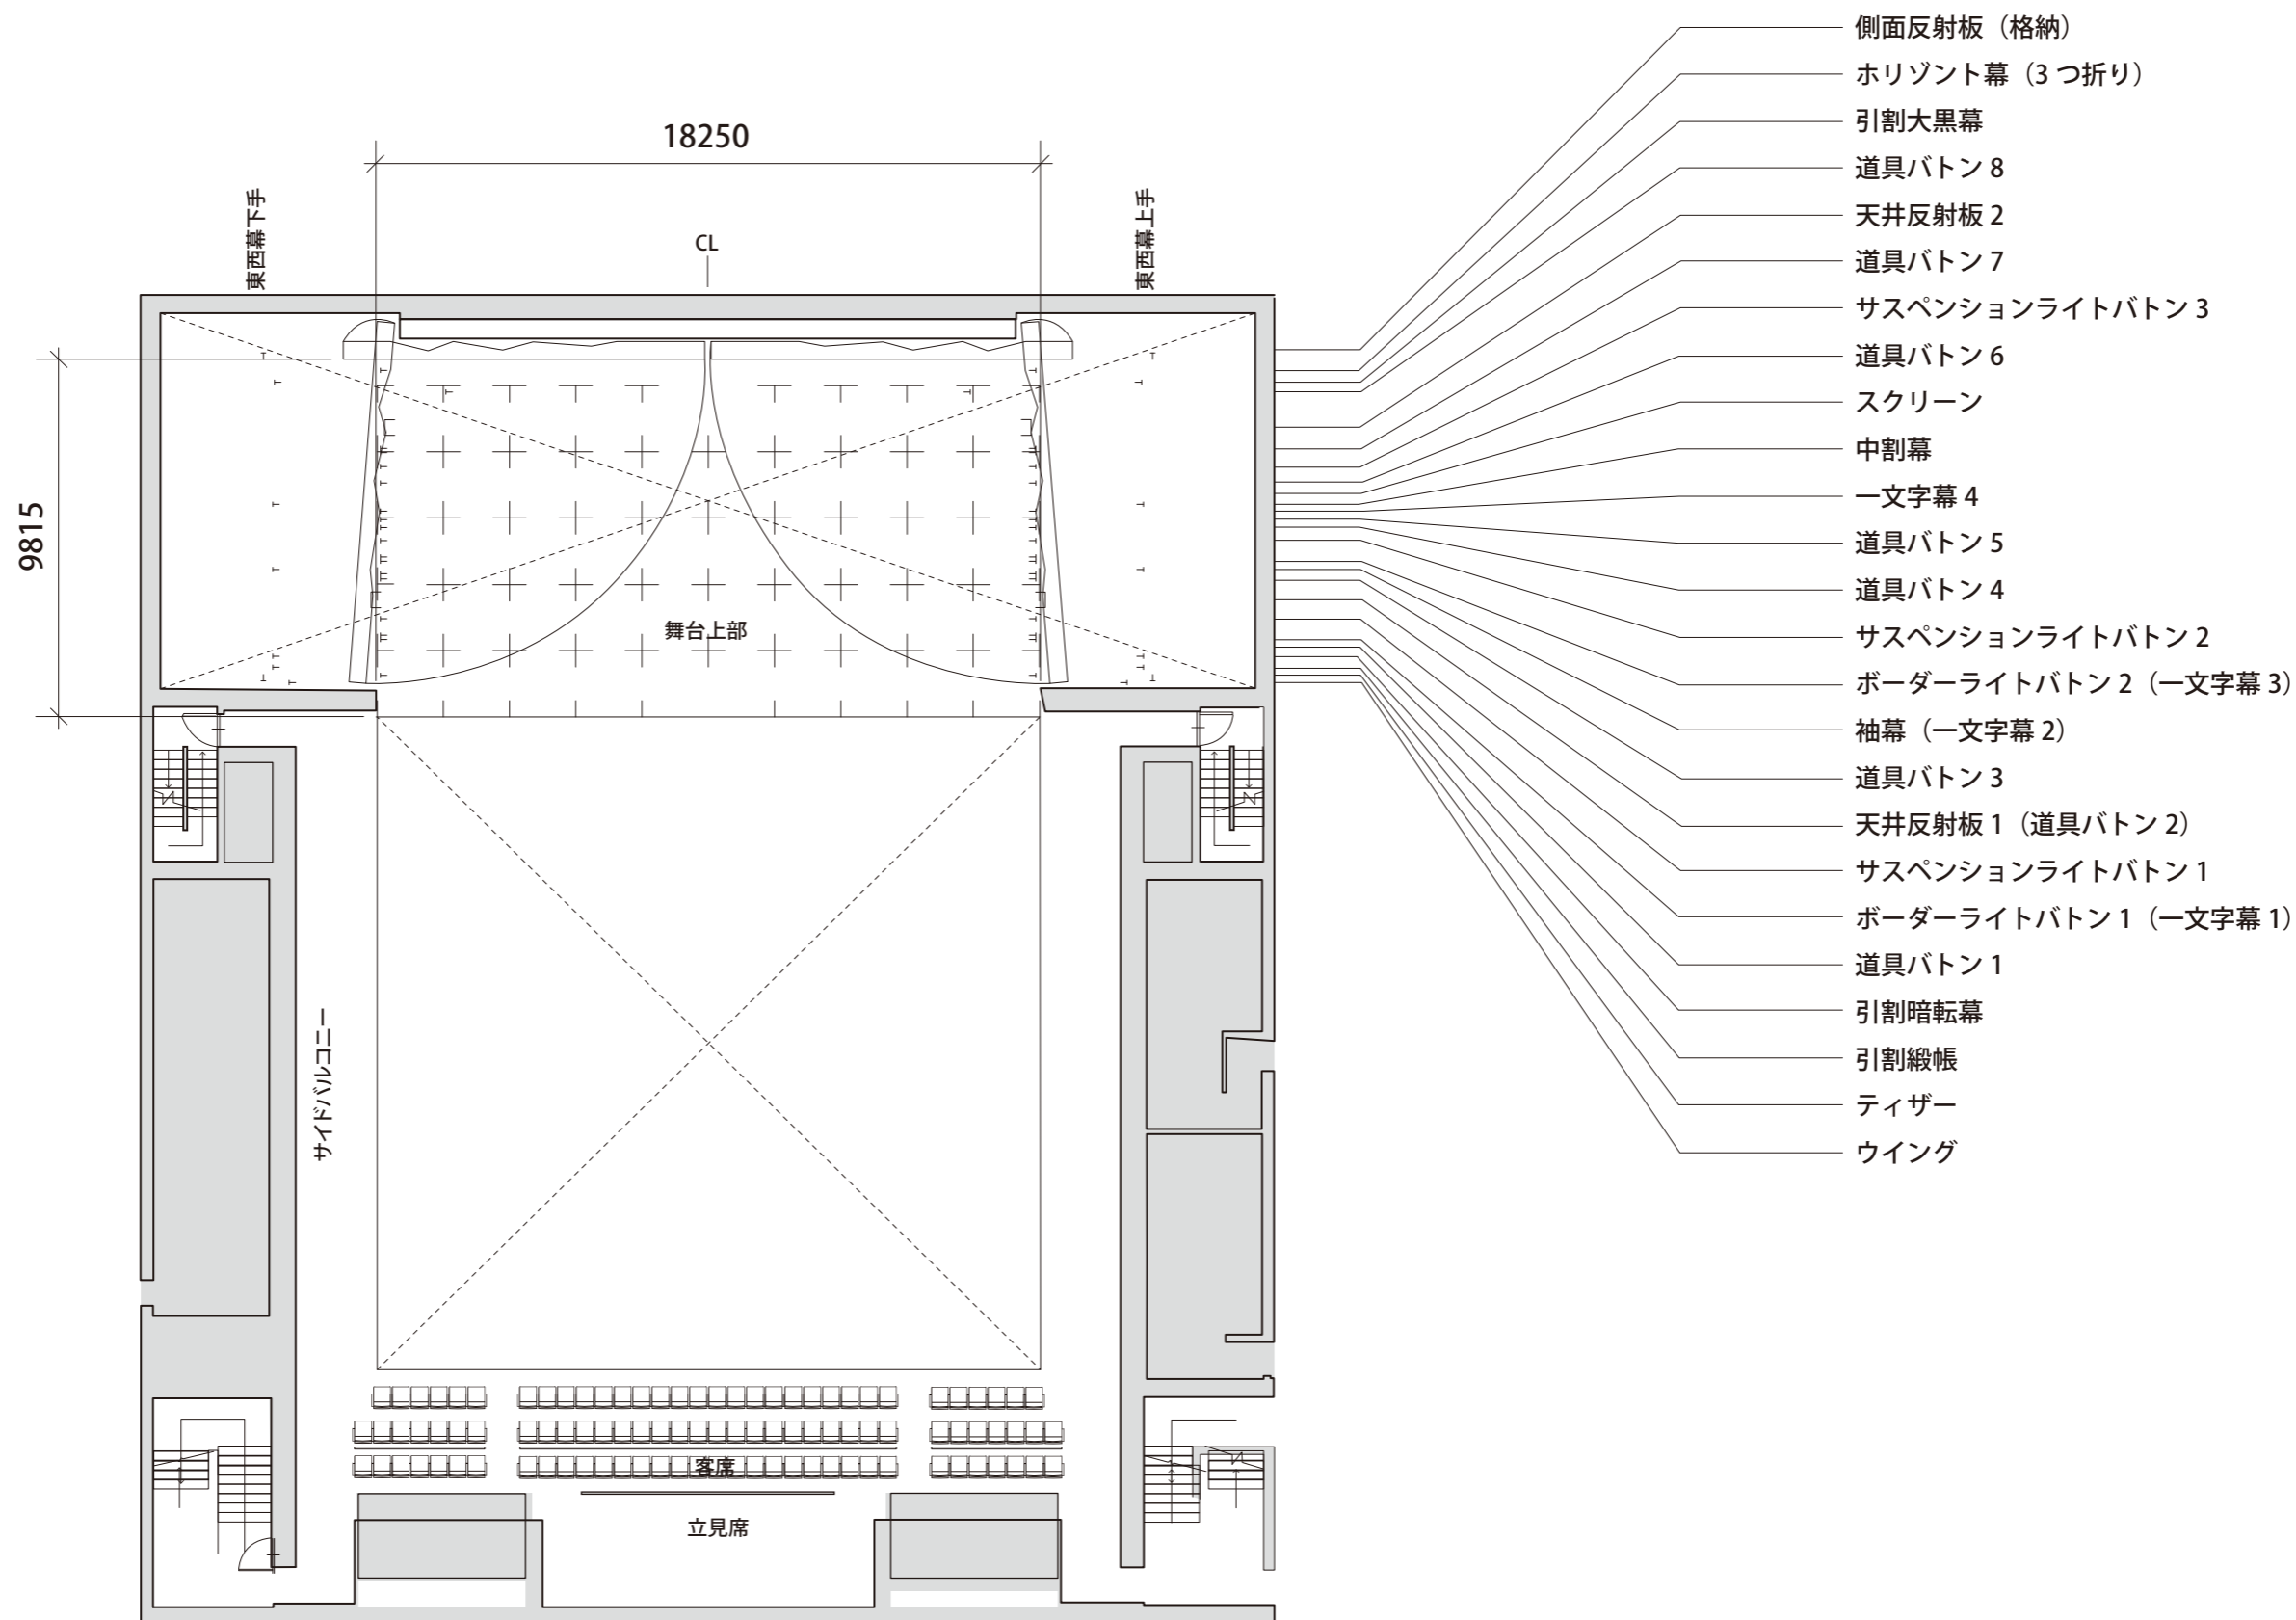 18250
9815
東西幕下手
CL
東西幕上手
舞台上部
サイドバルコニー
客席
立見席
側面反射板（格納）
ホリゾント幕（3 つ折り）
引割大黒幕
道具バトン 8
天井反射板 2
道具バトン 7
サスペンションライトバトン 3
道具バトン 6
スクリーン
中割幕
一文字幕 4
道具バトン 5
道具バトン 4
サスペンションライトバトン 2
ボーダーライトバトン 2（一文字幕 3）
袖幕（一文字幕 2）
道具バトン 3
天井反射板 1（道具バトン 2）
サスペンションライトバトン 1
ボーダーライトバトン 1（一文字幕 1）
道具バトン 1
引割暗転幕
引割緞帳
ティザー
ウイング